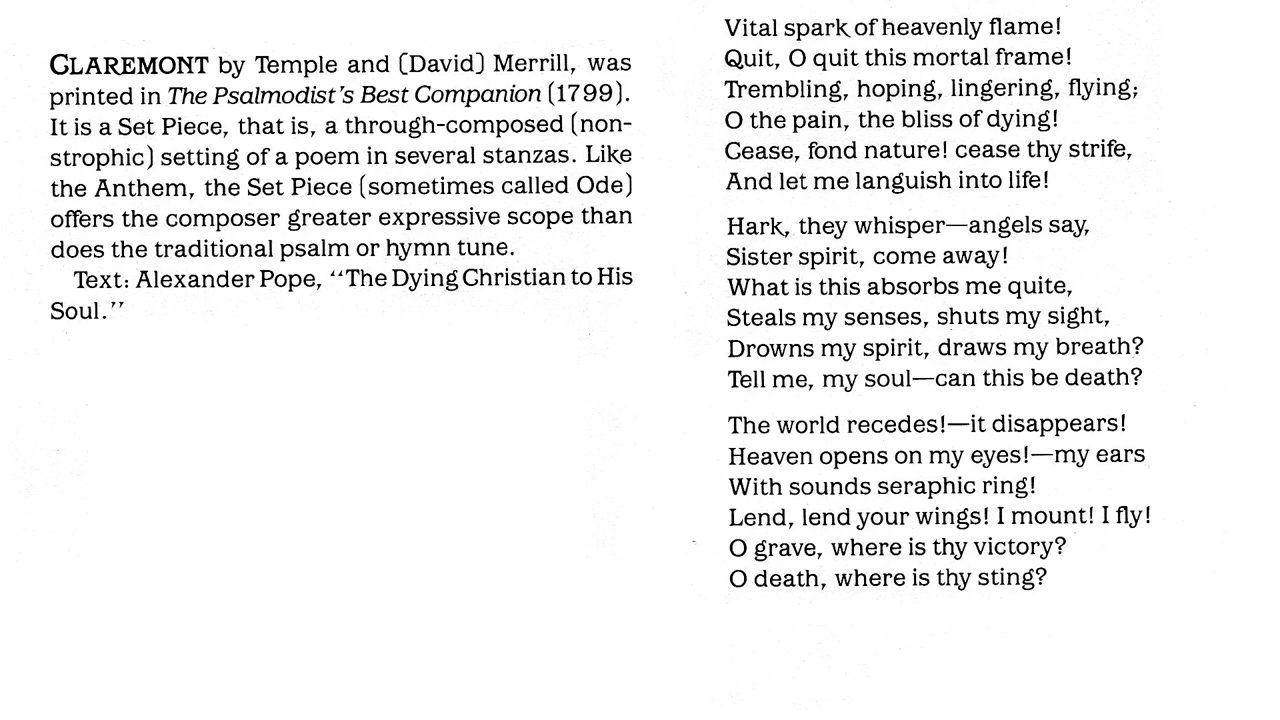 CLAREMONT by Temple and (David) Merrill, was
printed in The Psalmodist's Best Companion (1799).
It is a Set Piece, that is, a through-composed (non-
strophic) setting of a poem in several stanzas. Like
the Anthem, the Set Piece (sometimes called Ode)
offers the composer greater expressive scope than
does the traditional psalm or hymn tune.
Text: Alexander Pope, "The Dying Christian to His
Soul."
Vital spark of heavenly flame!
Quit, O quit this mortal frame!
Trembling, hoping, lingering, flying;
O the pain, the bliss of dying!
Cease, fond nature! cease thy strife,
And let me languish into life!
Hark, they whisper—angels say,
Sister spirit, come away!
What is this absorbs me quite,
Steals my senses, shuts my sight,
Drowns my spirit, draws my breath?
Tell me, my soul—can this be death?
The world recedes!—it disappears!
Heaven opens on my eyes!—my ears
With sounds seraphic ring!
Lend, lend your wings! I mount! I fly!
O grave, where is thy victory?
O death, where is thy sting?